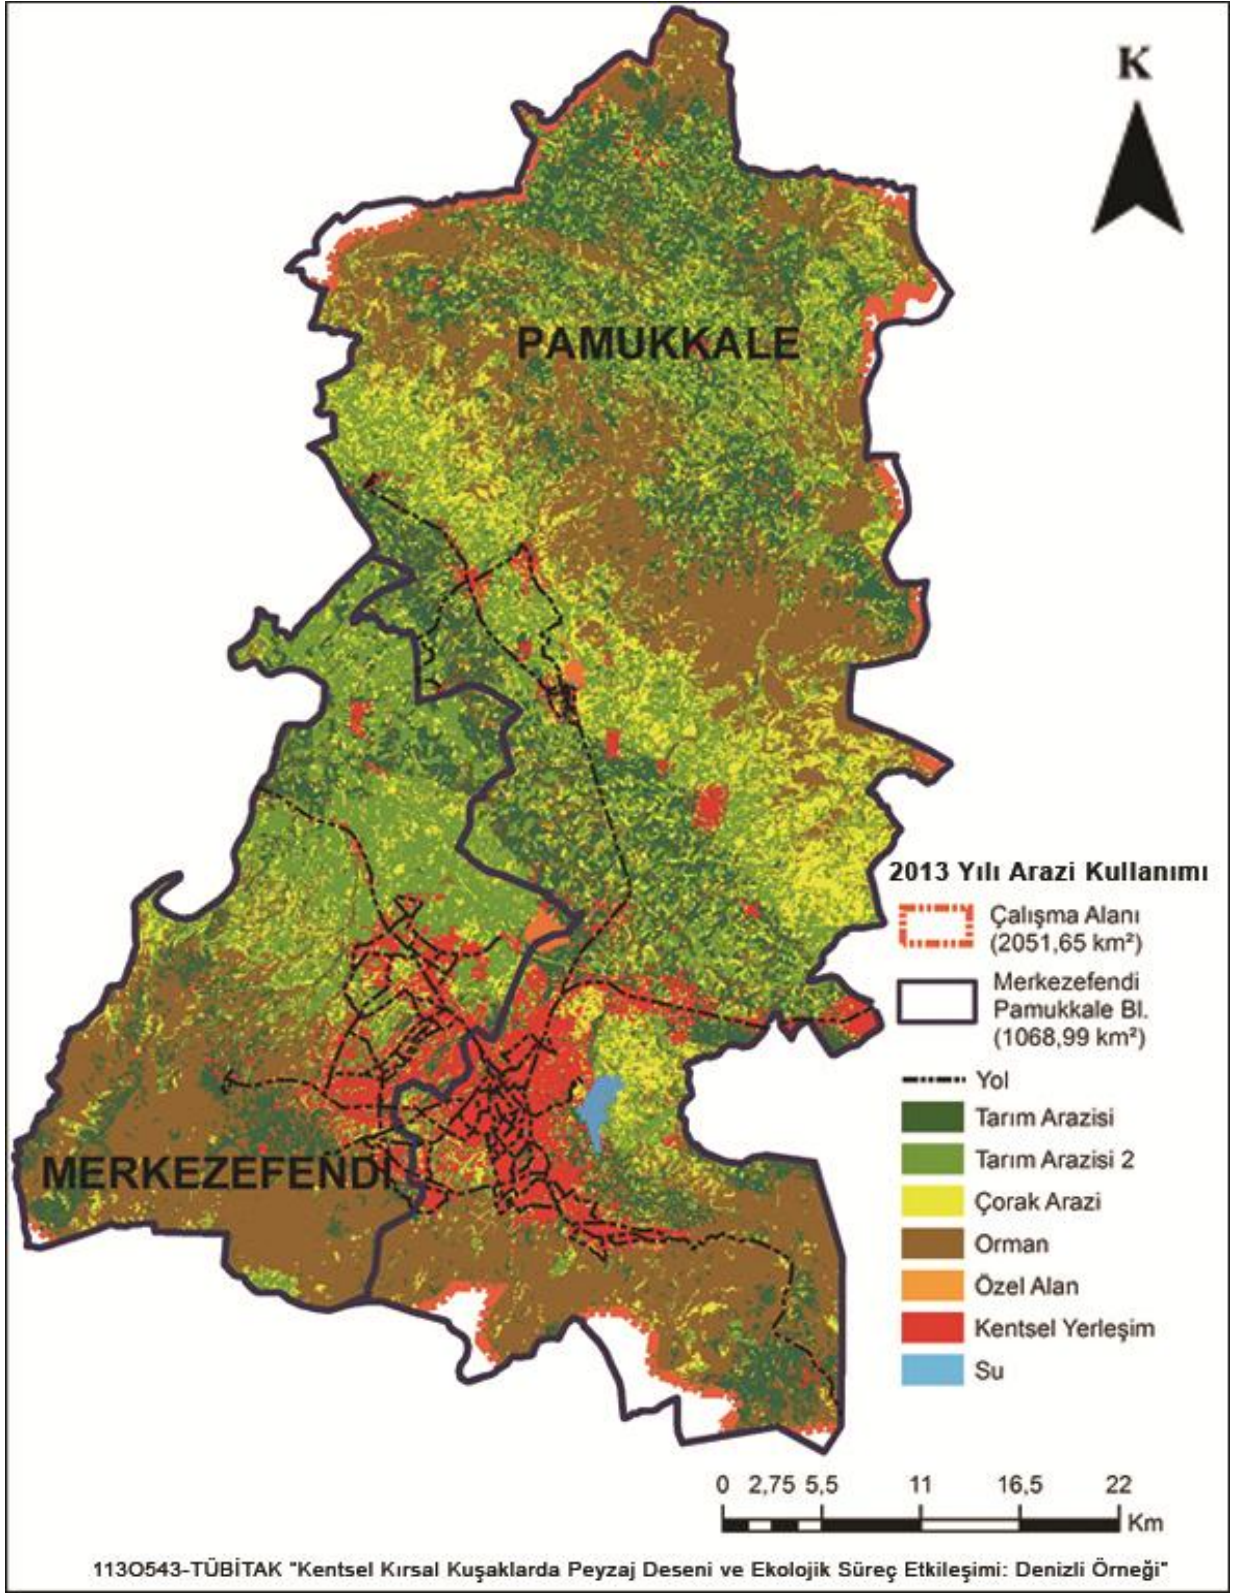 K
PAMUKKALE
MERKEZEFENDİ
2013 Yılı Arazi Kullanımı
Çalışma Alanı
(2051,65 km²)
Merkezefendi
Pamukkale Bl.
(1068,99 km²)
Yol
Tarım Arazisi
Tarım Arazisi 2
Çorak Arazi
Orman
Özel Alan
Kentsel Yerleşim
Su
0 2,75 5,5 11 16,5 22
Km
113O543-TÜBİTAK "Kentsel Kırsal Kuşaklarda Peyzaj Deseni ve Ekolojik Süreç Etkileşimi: Denizli Örneği"